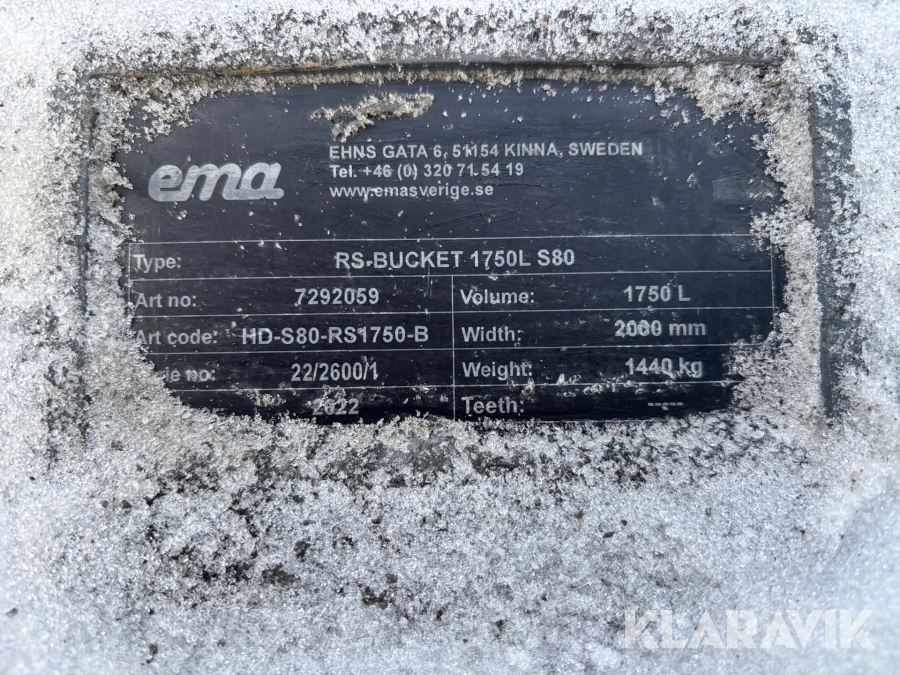 ema
EHNS GATA 6, 51154 KINNA, SWEDEN
Tel. +46 (0) 320 71 54 19
www.emasverige.se
Type: RS-BUCKET 1750L S80
Art no: 7292059 Volume: 1750 L
Art code: HD-S80-RS1750-B Width: 2000 mm
no: 22/2600/1 Weight: 1440 kg
2022 Teeth: -----
KLARAVIK